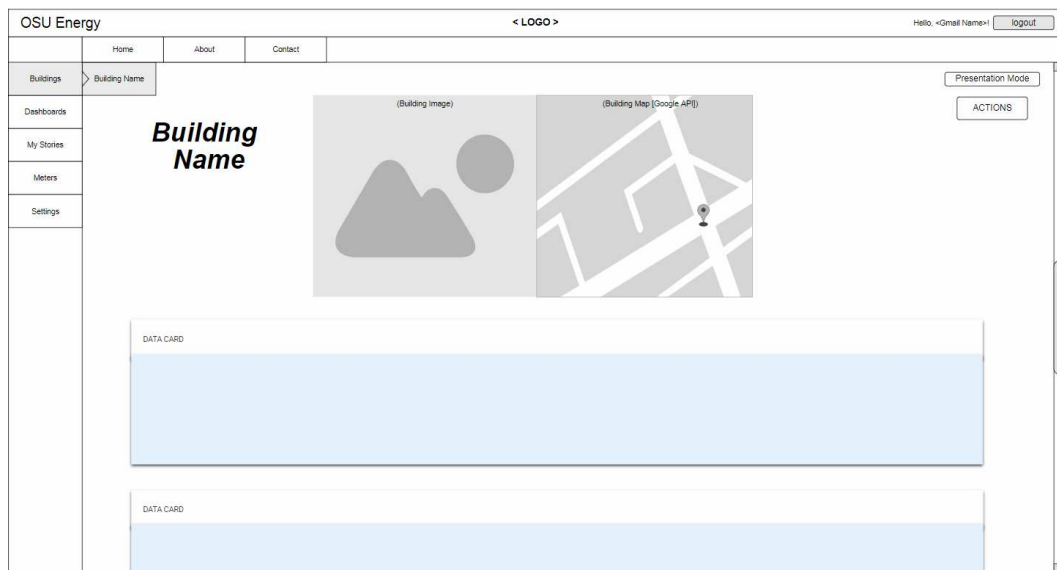 OSU Energy
< LOGO >
Hello, <Gmail Name>!
logout
Home
About
Contact
Buildings
Building Name
Presentation Mode
Dashboards
ACTIONS
My Stories
Meters
Settings
Building
Name
(Building Image)
(Building Map [Google API])
DATA CARD
DATA CARD